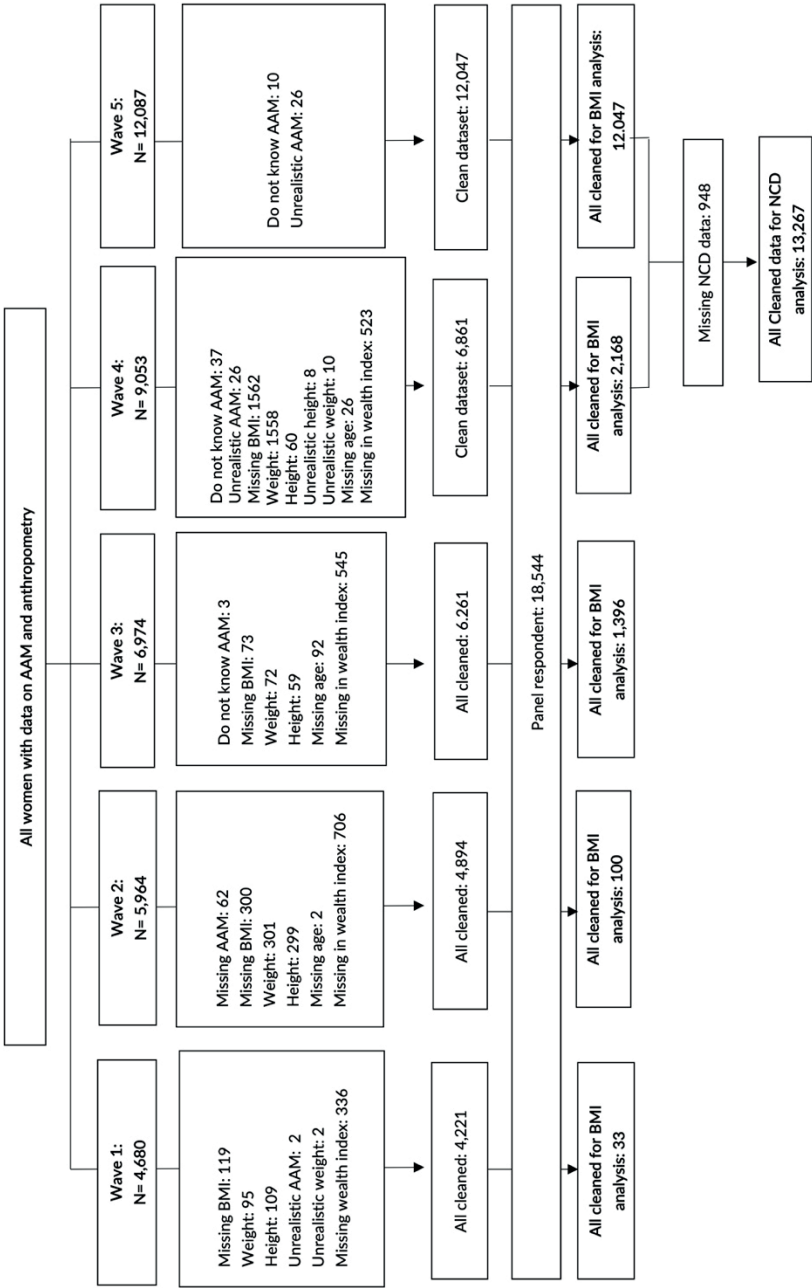 All women with data on AAM and anthropometry
Wave 1:
N= 4,680
Wave 2:
N= 5,964
Wave 3:
N= 6,974
Wave 4:
N= 9,053
Wave 5:
N= 12,087
Missing BMI: 119
Weight: 95
Height: 109
Unrealistic AAM: 2
Unrealistic weight: 2
Missing wealth index: 336
Missing AAM: 62
Missing BMI: 300
Weight: 301
Height: 299
Missing age: 2
Missing in wealth index: 706
Do not know AAM: 3
Missing BMI: 73
Weight: 72
Height: 59
Missing age: 92
Missing in wealth index: 545
Do not know AAM: 37
Unrealistic AAM: 26
Missing BMI: 1562
Weight: 1558
Height: 60
Unrealistic height: 8
Unrealistic weight: 10
Missing age: 26
Missing in wealth index: 523
Do not know AAM: 10
Unrealistic AAM: 26
All cleaned: 4,221
All cleaned: 4,894
All cleaned: 6.261
Clean dataset: 6,861
Clean dataset: 12,047
Panel respondent: 18,544
All cleaned for BMI
analysis: 33
All cleaned for BMI
analysis: 100
All cleaned for BMI
analysis: 1,396
All cleaned for BMI
analysis: 2,168
All cleaned for BMI analysis:
12.047
Missing NCD data: 948
All Cleaned data for NCD
analysis: 13,267